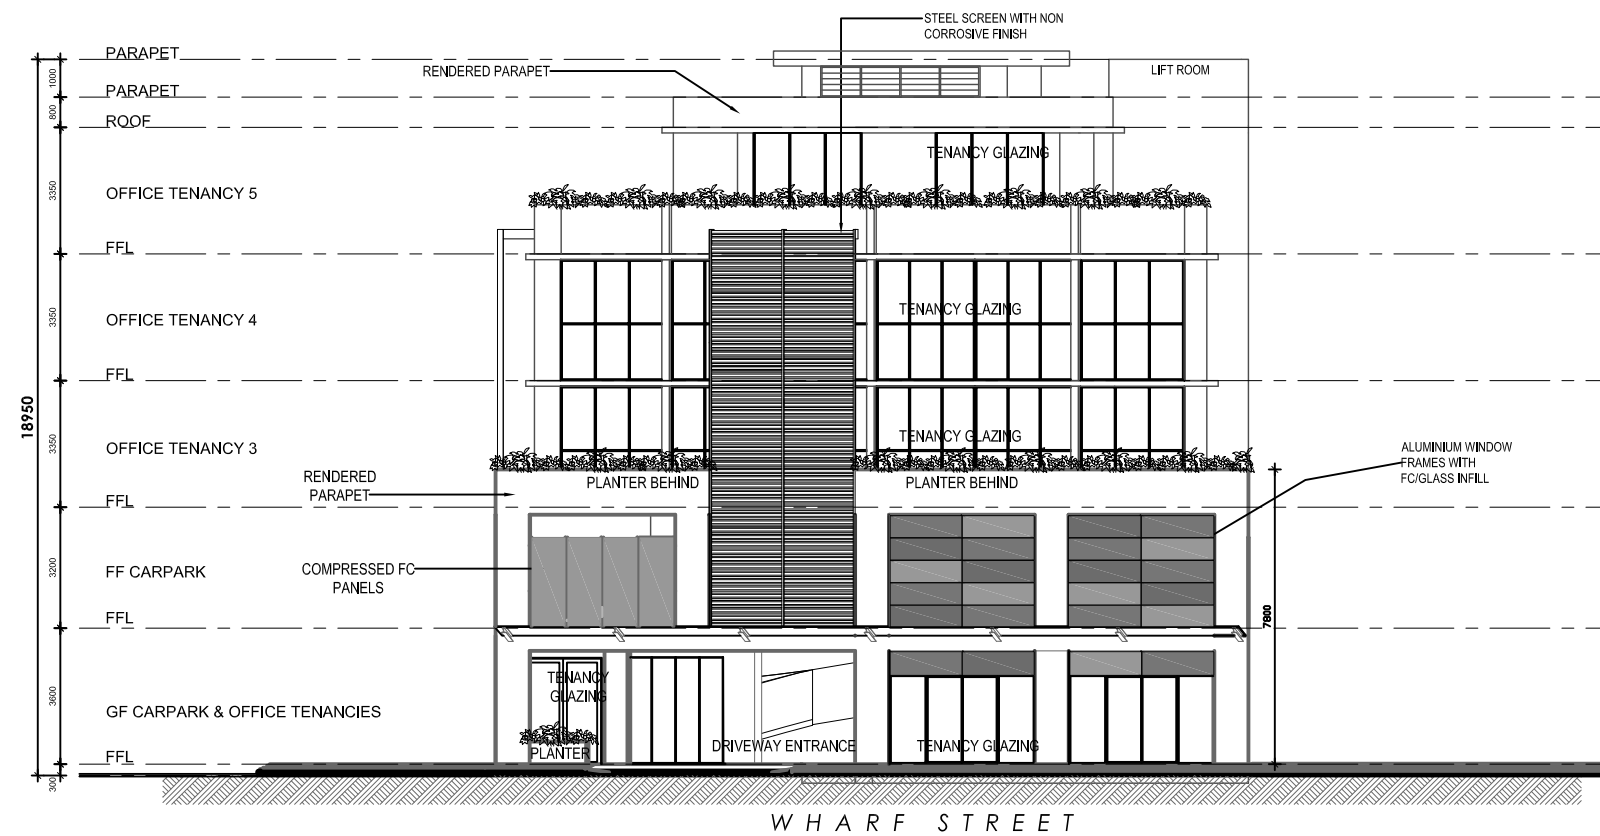 STEEL SCREEN WITH NON
CORROSIVE FINISH
PARAPET
RENDERED PARAPET
LIFT ROOM
1000
PARAPET
800
ROOF
TENANCY GLAZING
3350
OFFICE TENANCY 5
FFL
3350
OFFICE TENANCY 4
TENANCY GLAZING
FFL
18950
3350
OFFICE TENANCY 3
TENANCY GLAZING
ALUMINIUM WINDOW
FRAMES WITH
FC/GLASS INFILL
RENDERED
PARAPET
PLANTER BEHIND
PLANTER BEHIND
FFL
3200
FF CARPARK
COMPRESSED FC
PANELS
FFL
7800
3600
GF CARPARK & OFFICE TENANCIES
TENANCY
GLAZING
FFL
PLANTER
DRIVEWAY ENTRANCE
TENANCY GLAZING
300
WHARF STREET